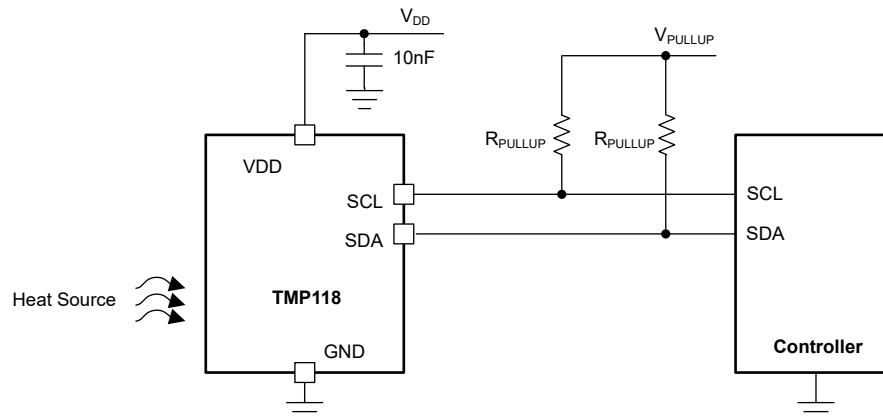 VDD
10nF
VPULLUP
RPULLUP
RPULLUP
VDD
SCL
SDA
SCL
SDA
Heat Source
TMP118
GND
Controller